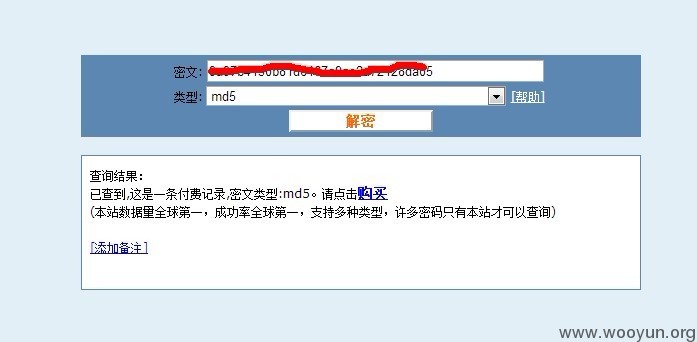 密文:
类型: md5 [帮助]
解密
查询结果：
已查到,这是一条付费记录,密文类型:md5。请点击购买
(本站数据量全球第一，成功率全球第一，支持多种类型，许多密码只有本站才可以查询)
[添加备注]
www.wooyun.org